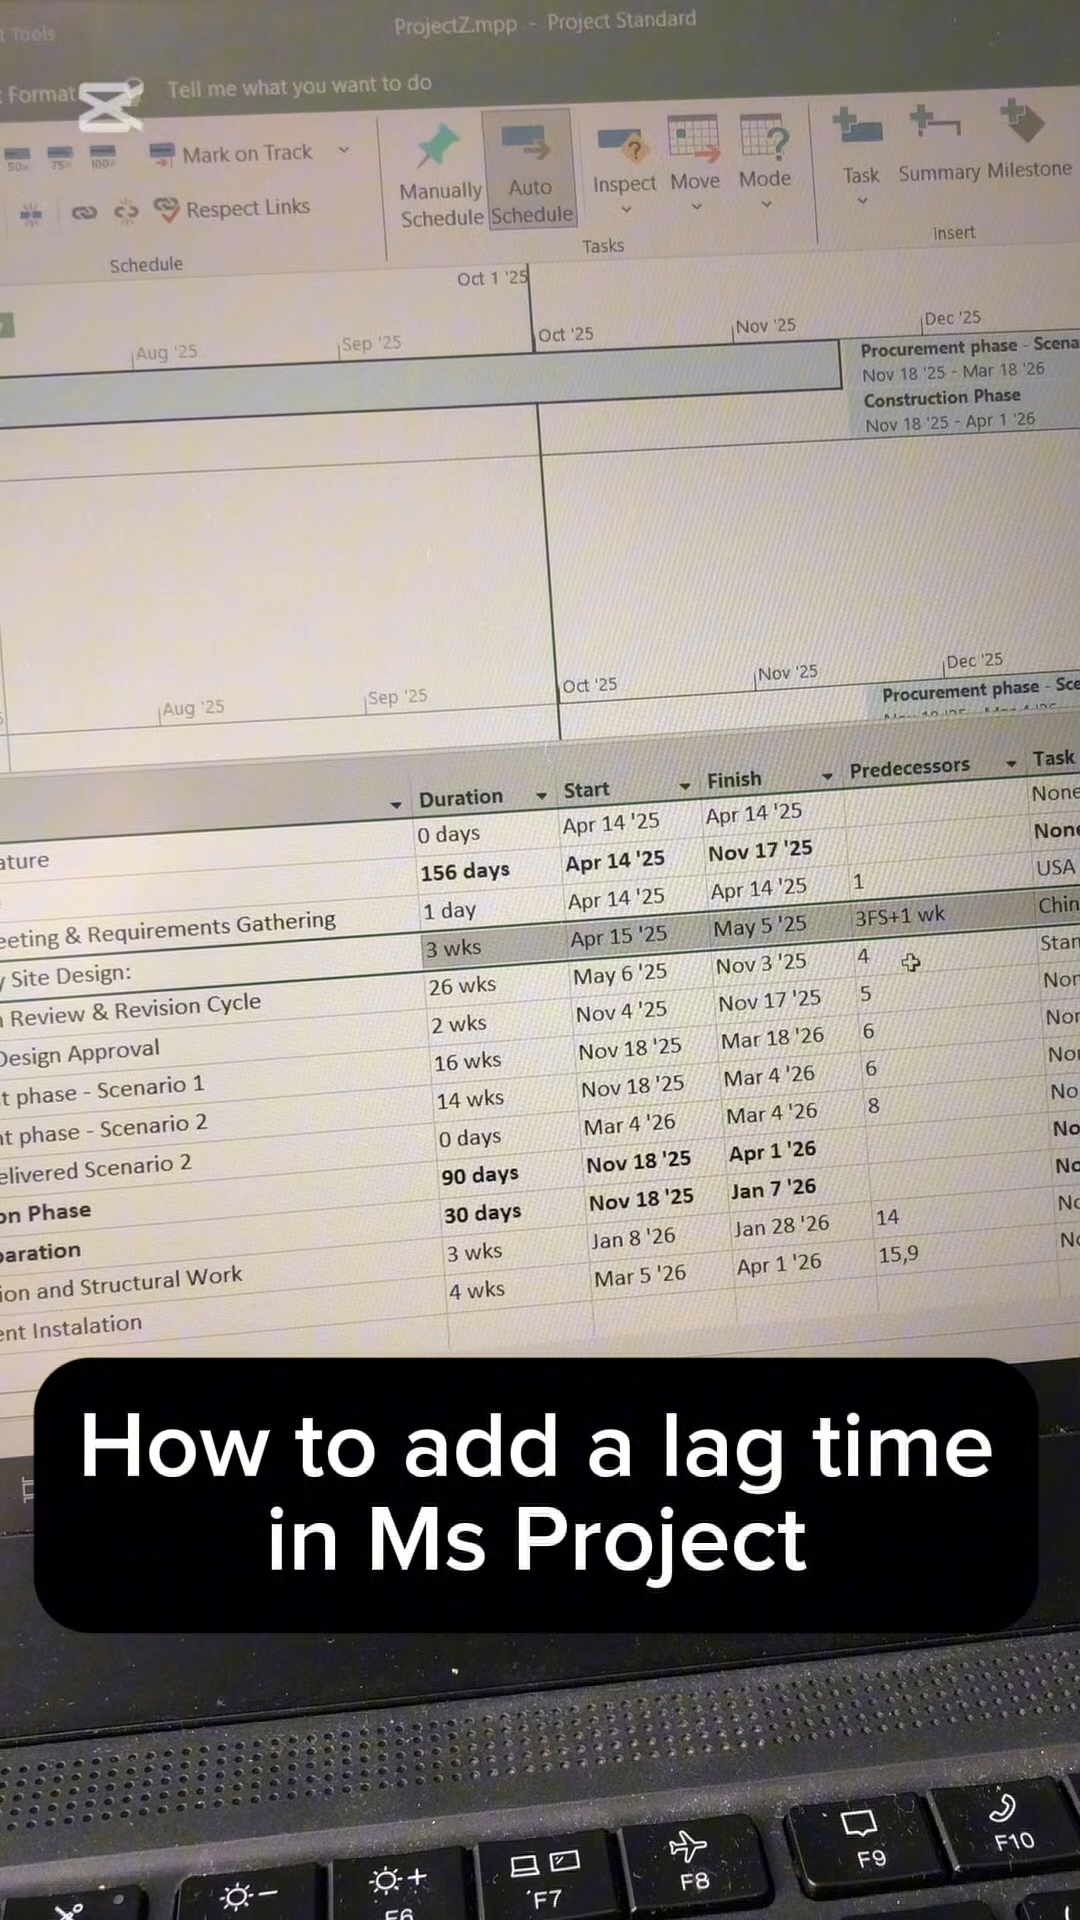 t Tools
ProjectZ.mpp - Project Standard
Format
Tell me what you want to do
50% 75% 100%
Mark on Track
Respect Links
Schedule
Manually Schedule
Auto Schedule
Inspect
Move
Mode
Tasks
Task
Summary
Milestone
Insert
Oct 1 '25
Aug '25 Sep '25 Oct '25 Nov '25 Dec '25
Procurement phase - Scena
Nov 18 '25 - Mar 18 '26
Construction Phase
Nov 18 '25 - Apr 1 '26
Aug '25 Sep '25 Oct '25 Nov '25 Dec '25
Procurement phase - Sce
Duration Start Finish Predecessors Task
0 days Apr 14 '25 Apr 14 '25 None
ature 156 days Apr 14 '25 Nov 17 '25 None
1 day Apr 14 '25 Apr 14 '25 1 USA
eeting & Requirements Gathering 3 wks Apr 15 '25 May 5 '25 3FS+1 wk Chin
y Site Design: 26 wks May 6 '25 Nov 3 '25 4 Stan
n Review & Revision Cycle 2 wks Nov 4 '25 Nov 17 '25 5 Non
Design Approval 16 wks Nov 18 '25 Mar 18 '26 6 Nor
t phase - Scenario 1 14 wks Nov 18 '25 Mar 4 '26 6 Nor
nt phase - Scenario 2 0 days Mar 4 '26 Mar 4 '26 8 No
elivered Scenario 2 90 days Nov 18 '25 Apr 1 '26 No
on Phase 30 days Nov 18 '25 Jan 7 '26 No
paration 3 wks Jan 8 '26 Jan 28 '26 14 No
ion and Structural Work 4 wks Mar 5 '26 Apr 1 '26 15,9 No
ent Instalation
How to add a lag time
in Ms Project
F6
F7
F8
F9
F10